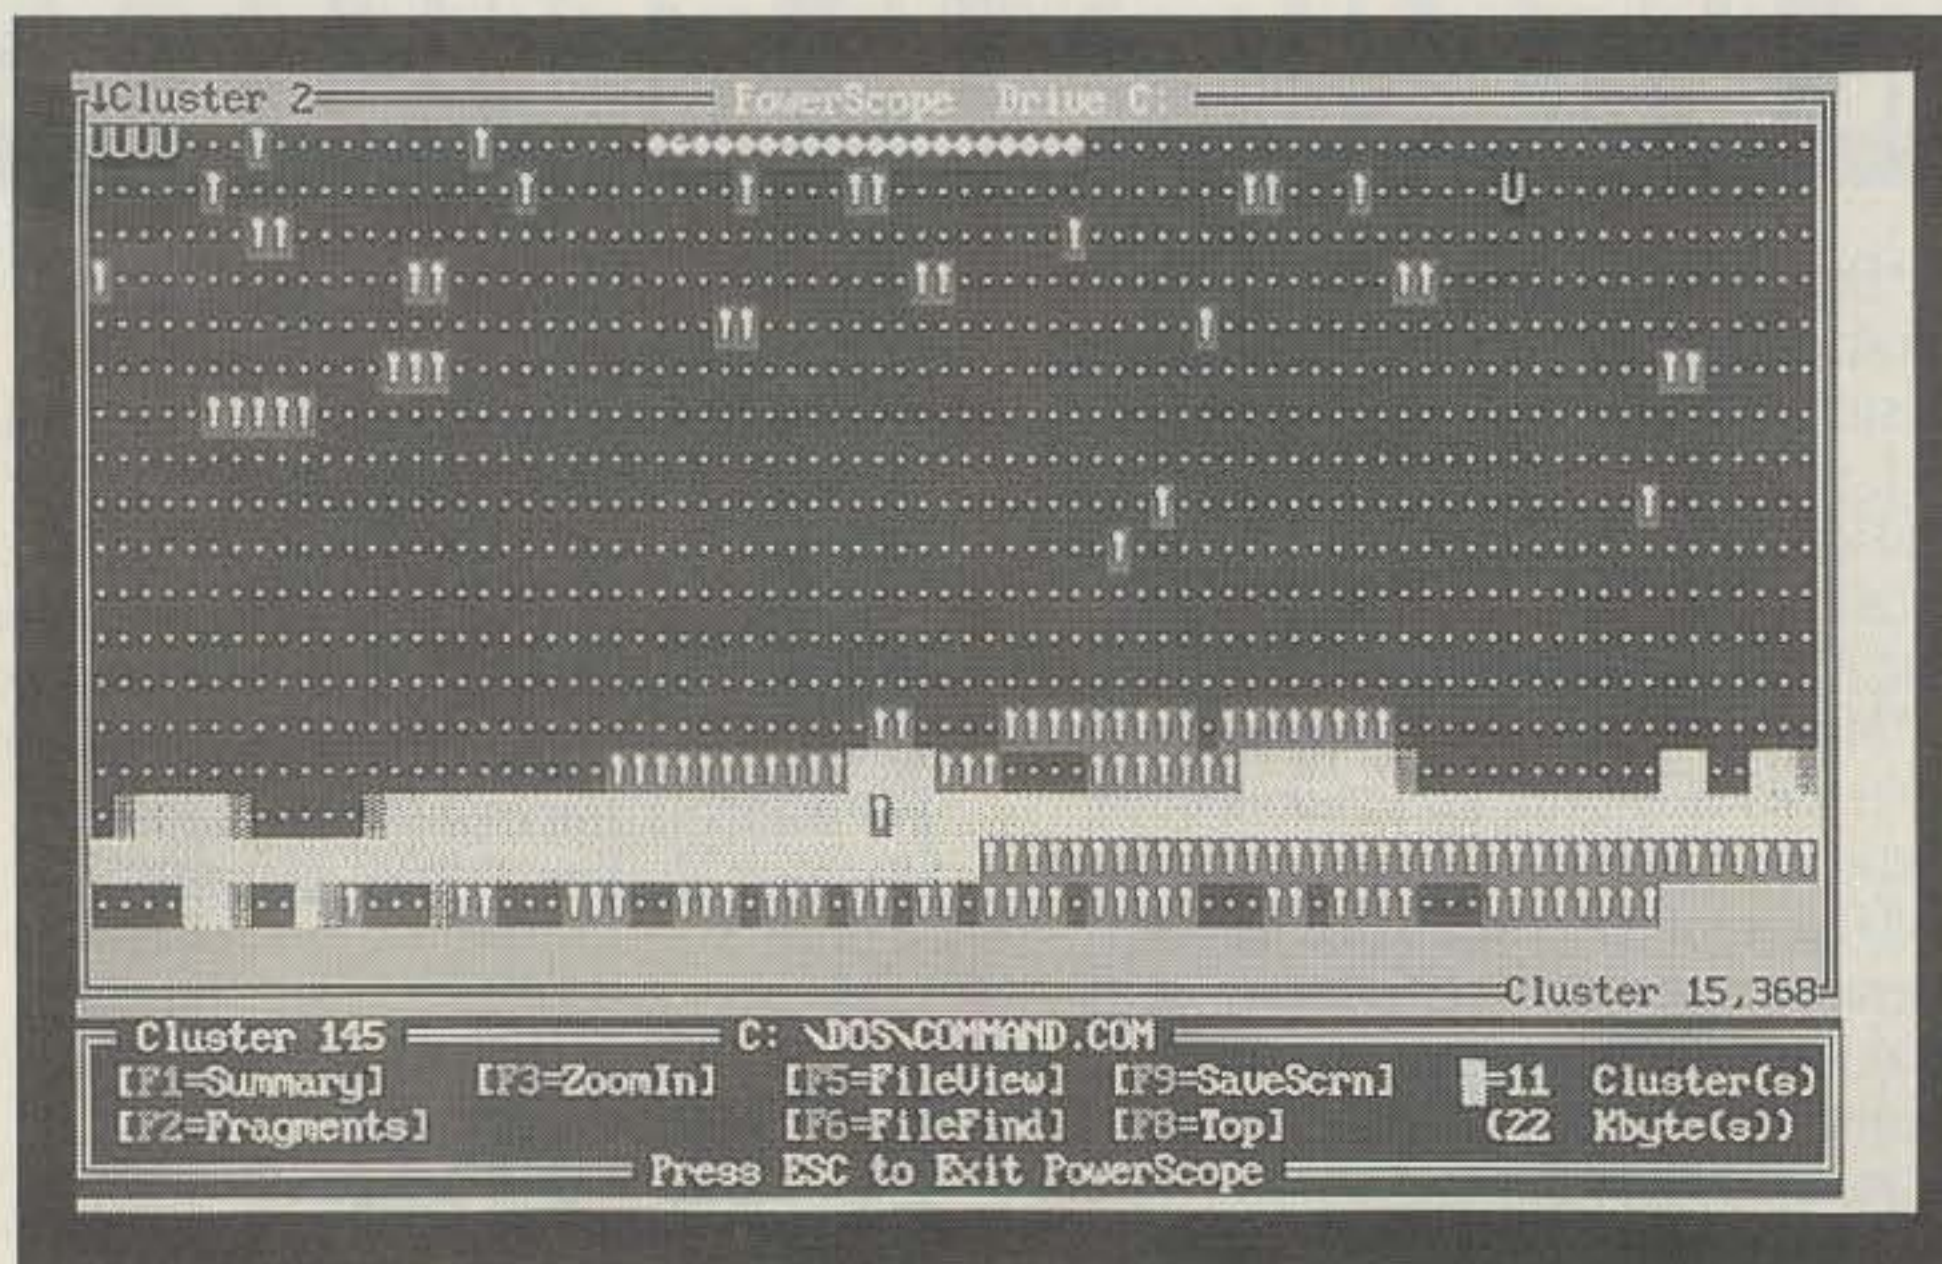 ↓Cluster 2 PowerScope Drive C:
UUUU
U
Cluster 15,368
Cluster 145 C: \DOS\COMMAND.COM
[F1=Summary] [F3=ZoomIn] [F5=FileView] [F9=SaveScrn] =11 Cluster(s)
[F2=Fragments] [F6=FileFind] [F8=Top] (22 Kbyte(s))
Press ESC to Exit PowerScope